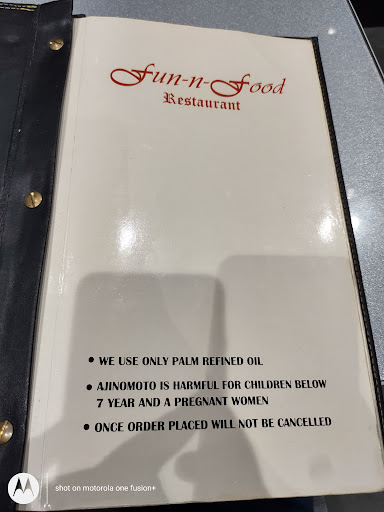 Fun-n-Food
Restaurant
• WE USE ONLY PALM REFINED OIL
• AJINOMOTO IS HARMFUL FOR CHILDREN BELOW
7 YEAR AND A PREGNANT WOMEN
• ONCE ORDER PLACED WILL NOT BE CANCELLED
shot on motorola one fusion+